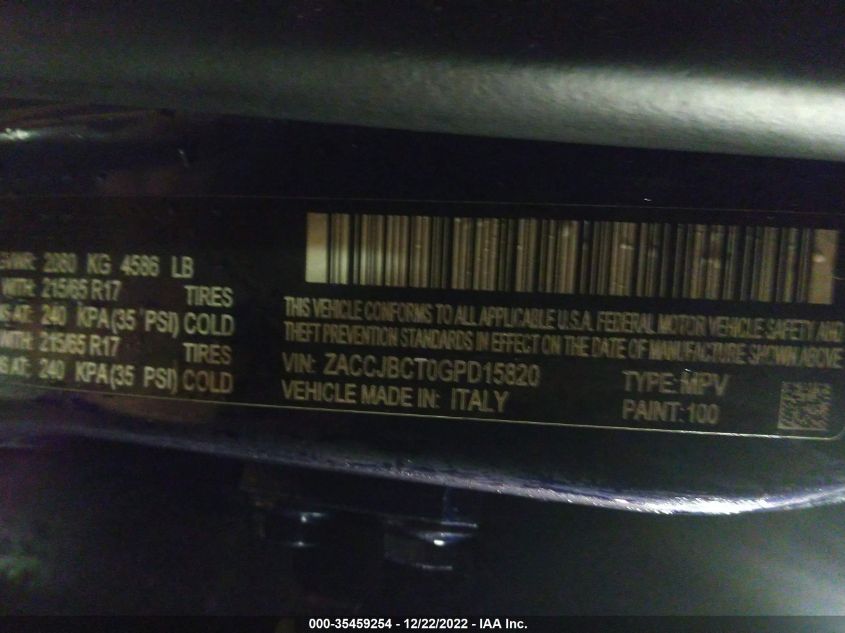 GVWR: 2080 KG 4586 LB
WITH: 215/65 R17 TIRES
AT: 240 KPA (35 PSI) COLD
WITH: 215/65 R17 TIRES
AT: 240 KPA (35 PSI) COLD
THIS VEHICLE CONFORMS TO ALL APPLICABLE U.S.A. FEDERAL MOTOR VEHICLE SAFETY AND
THEFT PREVENTION STANDARDS IN EFFECT ON THE DATE OF MANUFACTURE SHOWN ABOVE
VIN: ZACCJBCT0GPD15820 TYPE: MPV
VEHICLE MADE IN: ITALY PAINT: 100
000-35459254 - 12/22/2022 - IAA Inc.